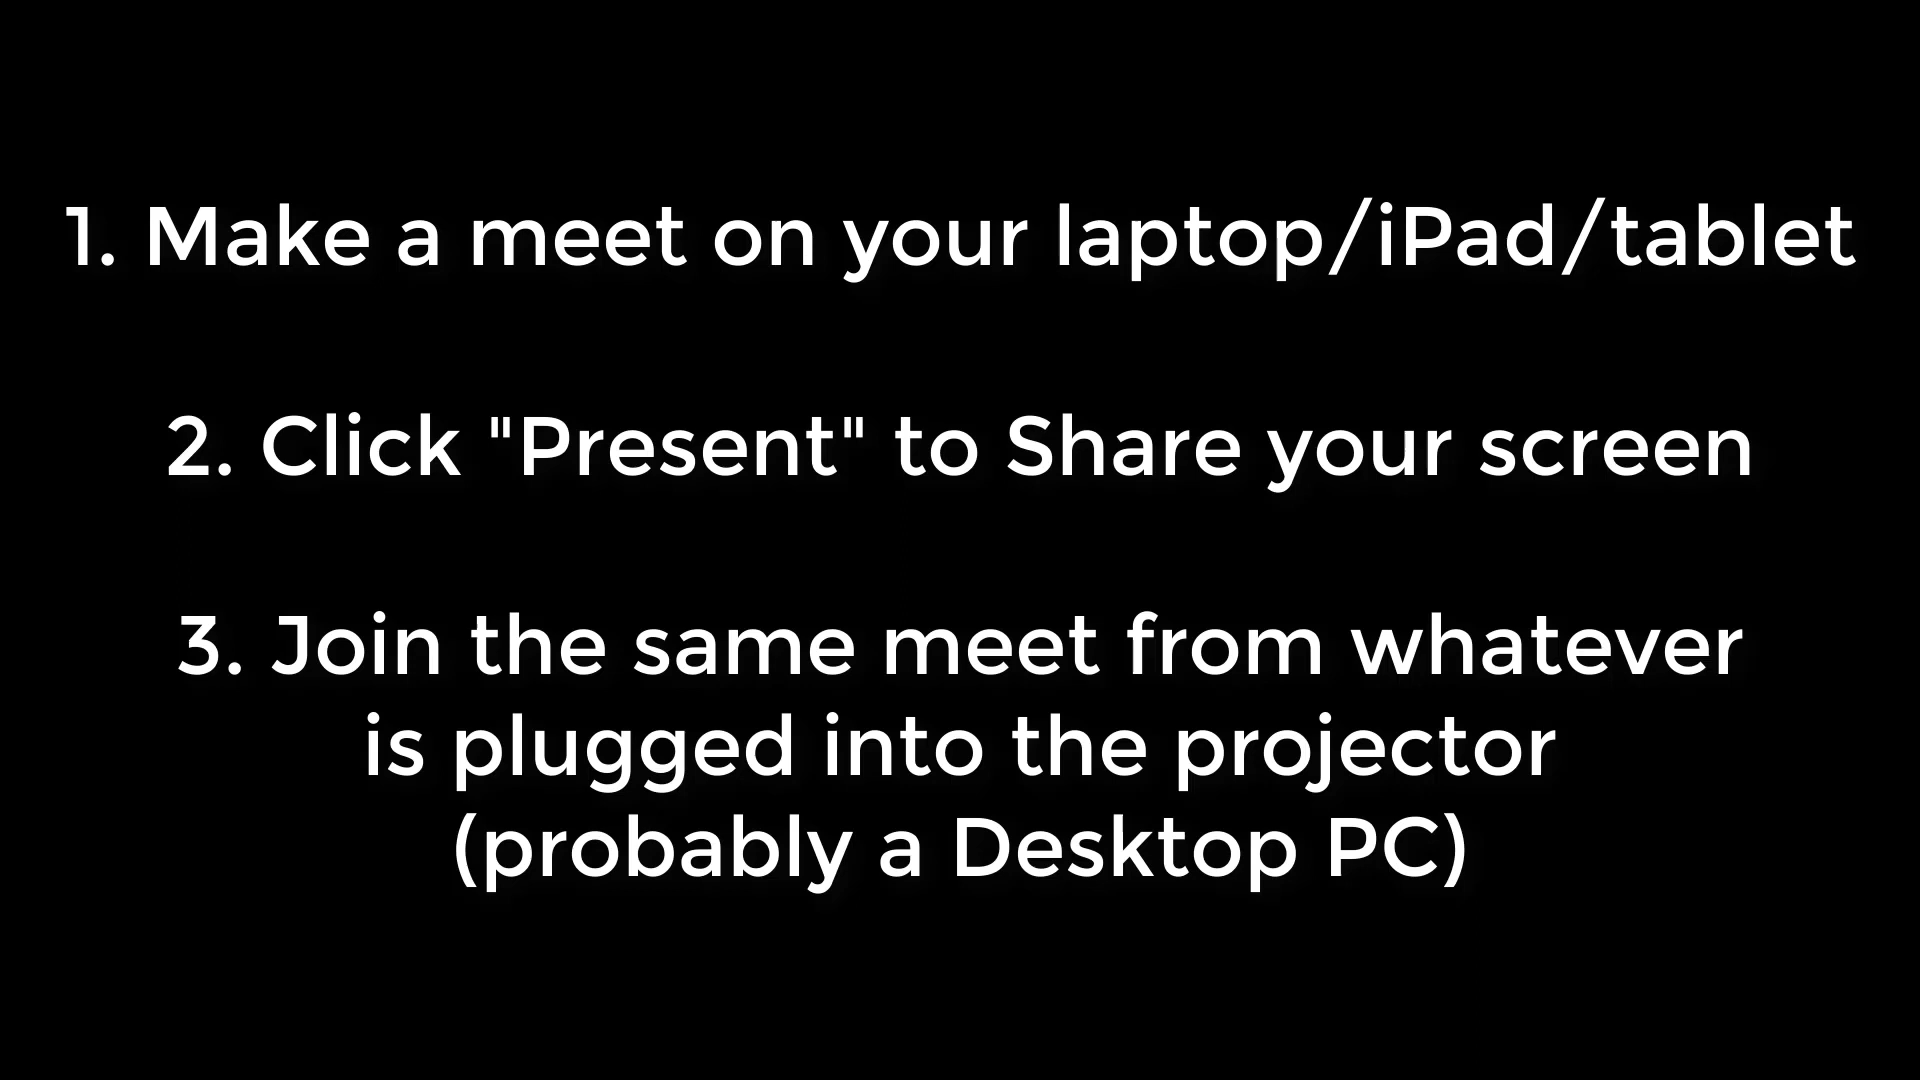 1. Make a meet on your laptop/iPad/tablet
2. Click "Present" to Share your screen
3. Join the same meet from whatever
is plugged into the projector
(probably a Desktop PC)